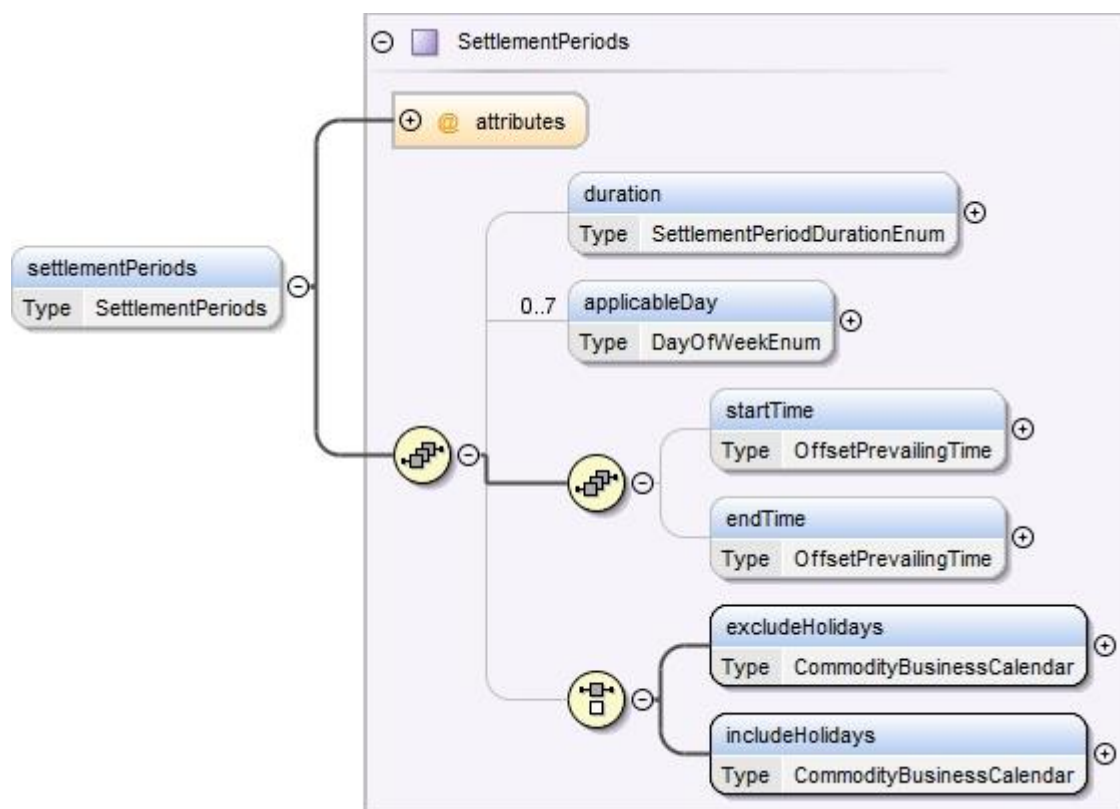 SettlementPeriods
@ attributes
duration
Type SettlementPeriodDurationEnum
settlementPeriods
Type SettlementPeriods
0..7
applicableDay
Type DayOfWeekEnum
startTime
Type OffsetPrevailingTime
endTime
Type OffsetPrevailingTime
excludeHolidays
Type CommodityBusinessCalendar
includeHolidays
Type CommodityBusinessCalendar